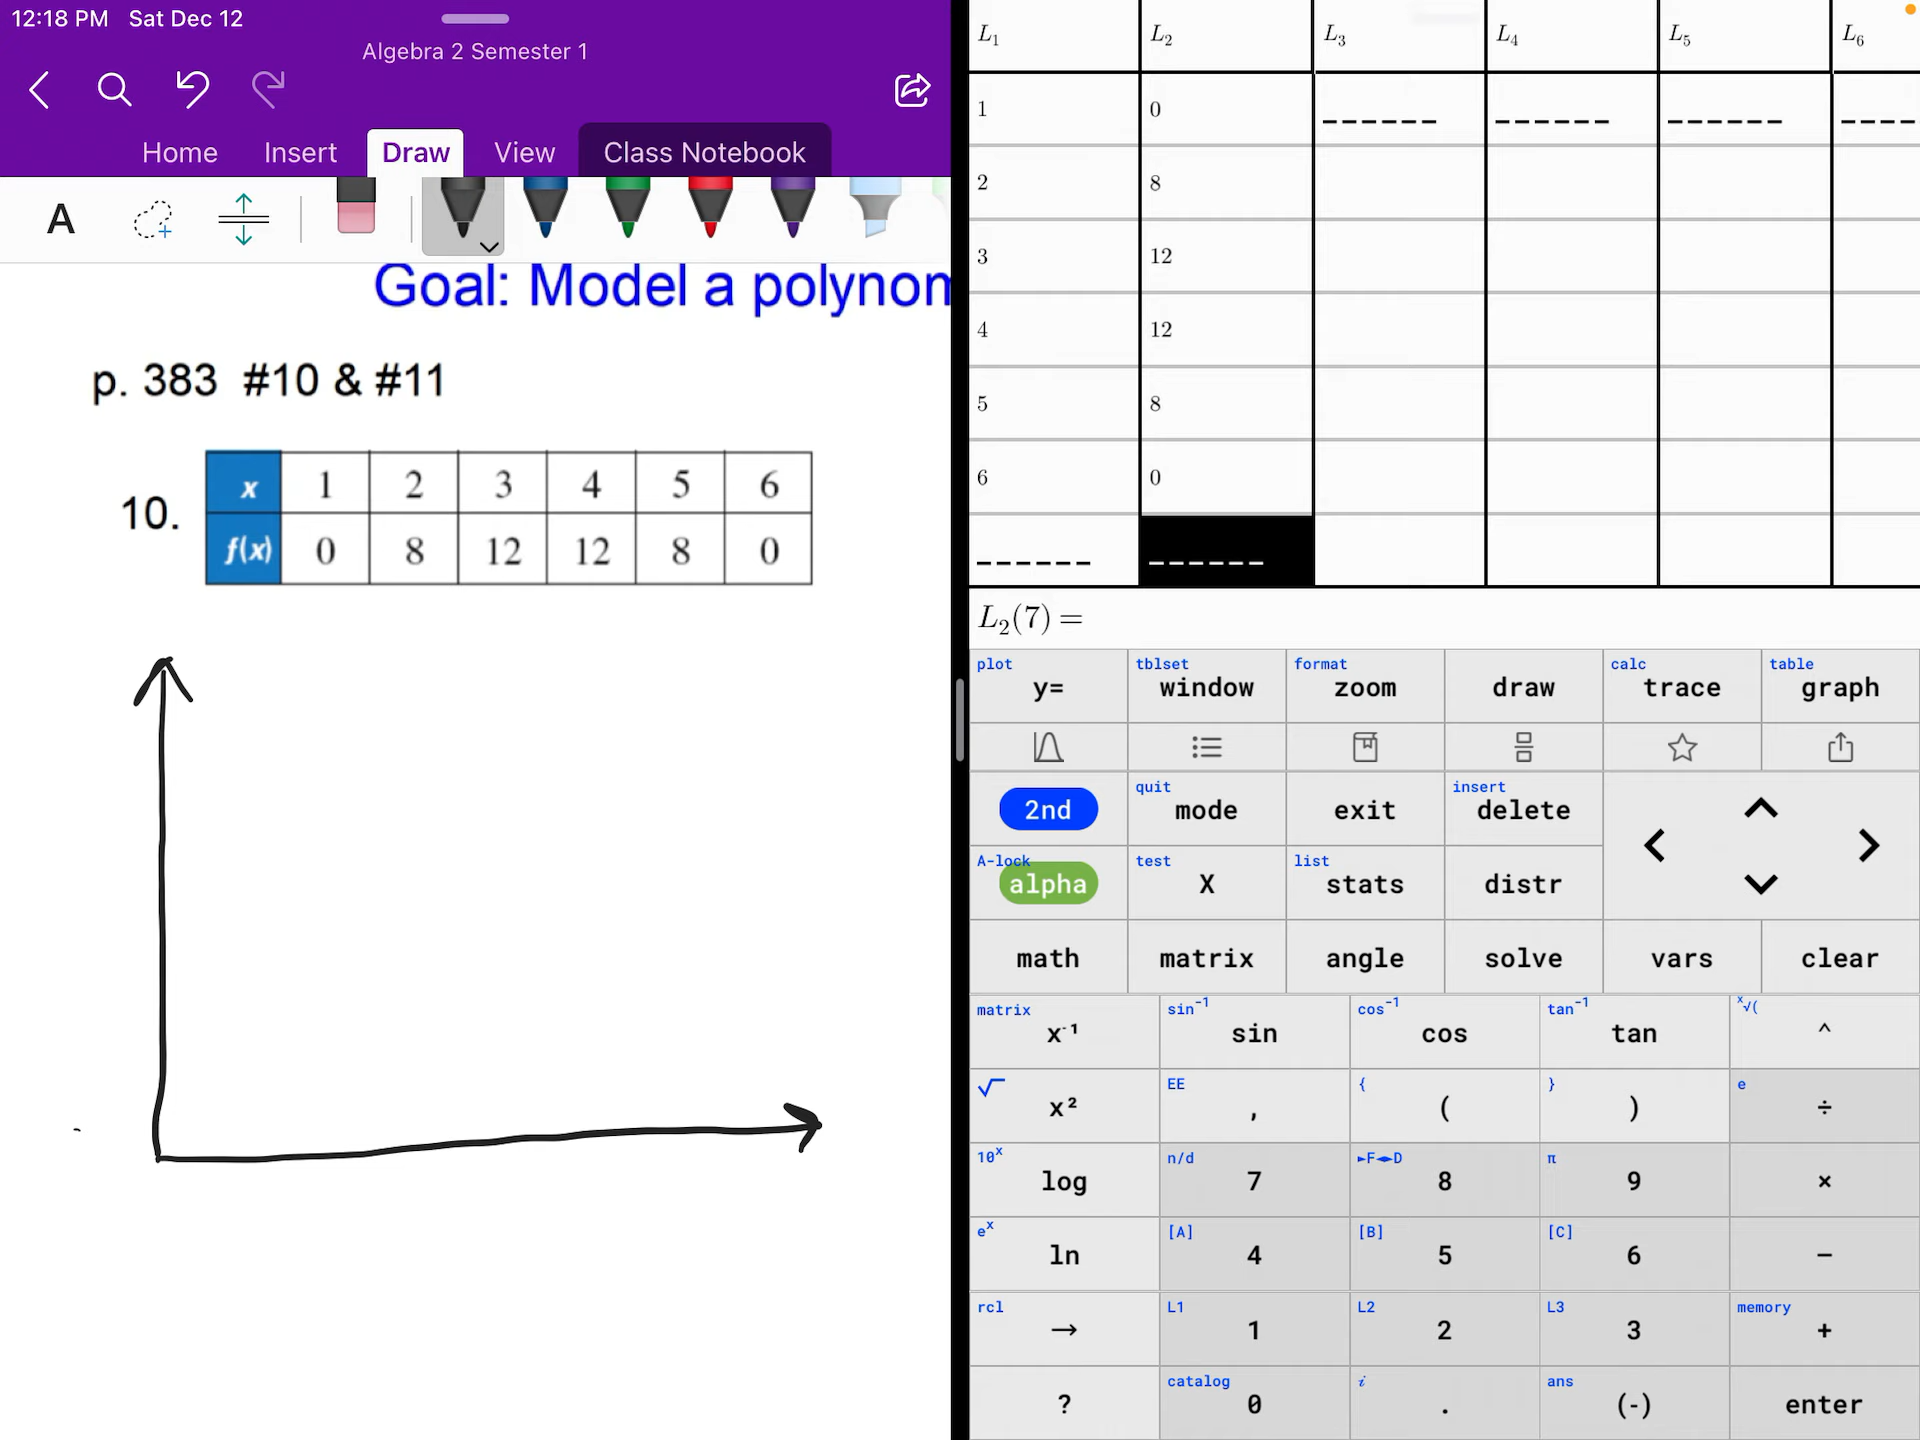 12:18 PM Sat Dec 12
Algebra 2 Semester 1
Home Insert Draw View Class Notebook
A
Goal: Model a polynom
p. 383 #10 & #11
10.
x 1 2 3 4 5 6
f(x) 0 8 12 12 8 0
L₁ L₂ L₃ L₄ L₅ L₆
1 0 ------ ------ ------ ----
2 8
3 12
4 12
5 8
6 0
------ ------
L₂(7) =
plot tblset format calc table
y= window zoom draw trace graph
quit insert
2nd mode exit delete
A-lock test list
alpha X stats distr
math matrix angle solve vars clear
matrix sin⁻¹ cos⁻¹ tan⁻¹ ˣ√(
x⁻¹ sin cos tan ^
√ EE { } e
x² , ( ) ÷
10ˣ n/d ►F◄►D π
log 7 8 9 ×
eˣ [A] [B] [C]
ln 4 5 6 −
rcl L1 L2 L3 memory
→ 1 2 3 +
catalog i ans
? 0 . (-) enter